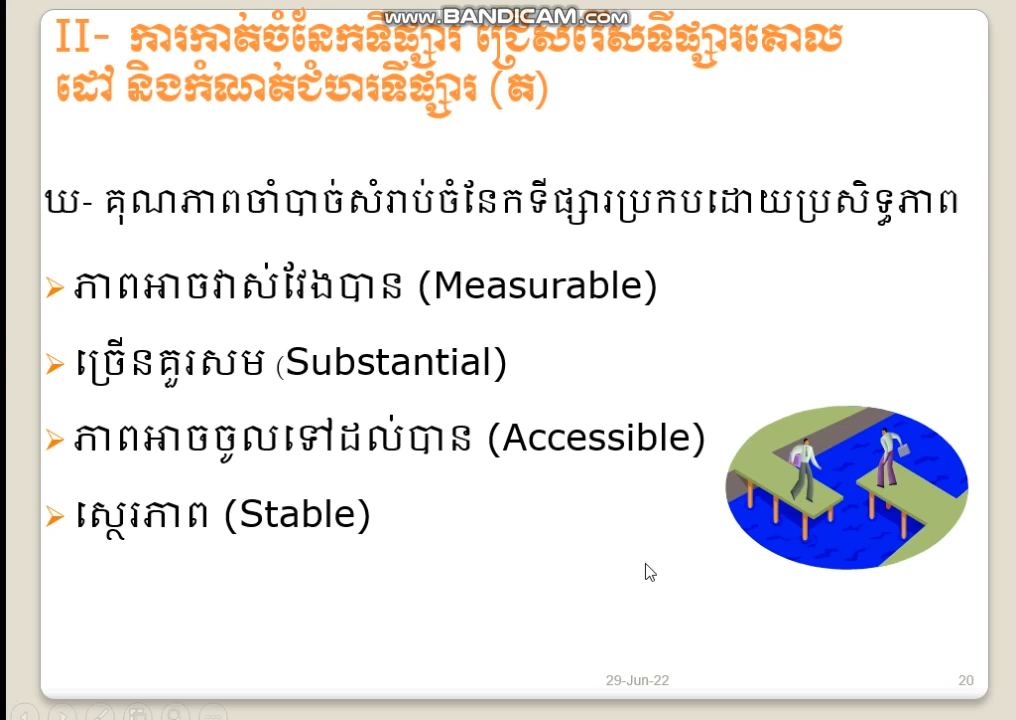 www.BANDICAM.com
II- ការកាត់ចំនែកទីផ្សារ ជ្រើសរើសទីផ្សារគោល
ដៅ និងកំណត់ជំហរទីផ្សារ (ត)
ឃ- គុណភាពចាំបាច់សំរាប់ចំនែកទីផ្សារប្រកបដោយប្រសិទ្ធភាព
ភាពអាចវាស់វែងបាន (Measurable)
ច្រើនគួរសម (Substantial)
ភាពអាចចូលទៅដល់បាន (Accessible)
ស្ថេរភាព (Stable)
29-Jun-22
20